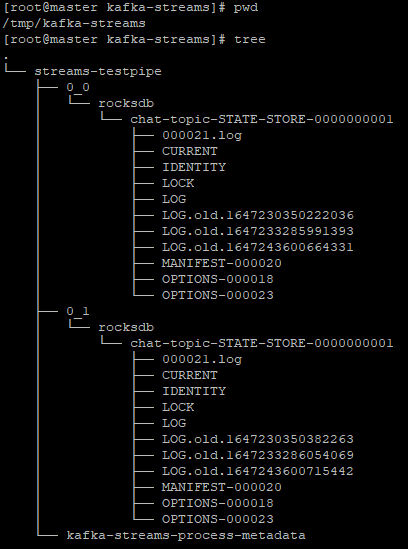 [root@master kafka-streams]# pwd
/tmp/kafka-streams
[root@master kafka-streams]# tree
.
└── streams-testpipe
    ├── 0_0
    │   └── rocksdb
    │       └── chat-topic-STATE-STORE-0000000001
    │           ├── 000021.log
    │           ├── CURRENT
    │           ├── IDENTITY
    │           ├── LOCK
    │           ├── LOG
    │           ├── LOG.old.1647230350222036
    │           ├── LOG.old.1647233285991393
    │           ├── LOG.old.1647243600664331
    │           ├── MANIFEST-000020
    │           ├── OPTIONS-000018
    │           └── OPTIONS-000023
    ├── 0_1
    │   └── rocksdb
    │       └── chat-topic-STATE-STORE-0000000001
    │           ├── 000021.log
    │           ├── CURRENT
    │           ├── IDENTITY
    │           ├── LOCK
    │           ├── LOG
    │           ├── LOG.old.1647230350382263
    │           ├── LOG.old.1647233286054069
    │           ├── LOG.old.1647243600715442
    │           ├── MANIFEST-000020
    │           ├── OPTIONS-000018
    │           └── OPTIONS-000023
    └── kafka-streams-process-metadata